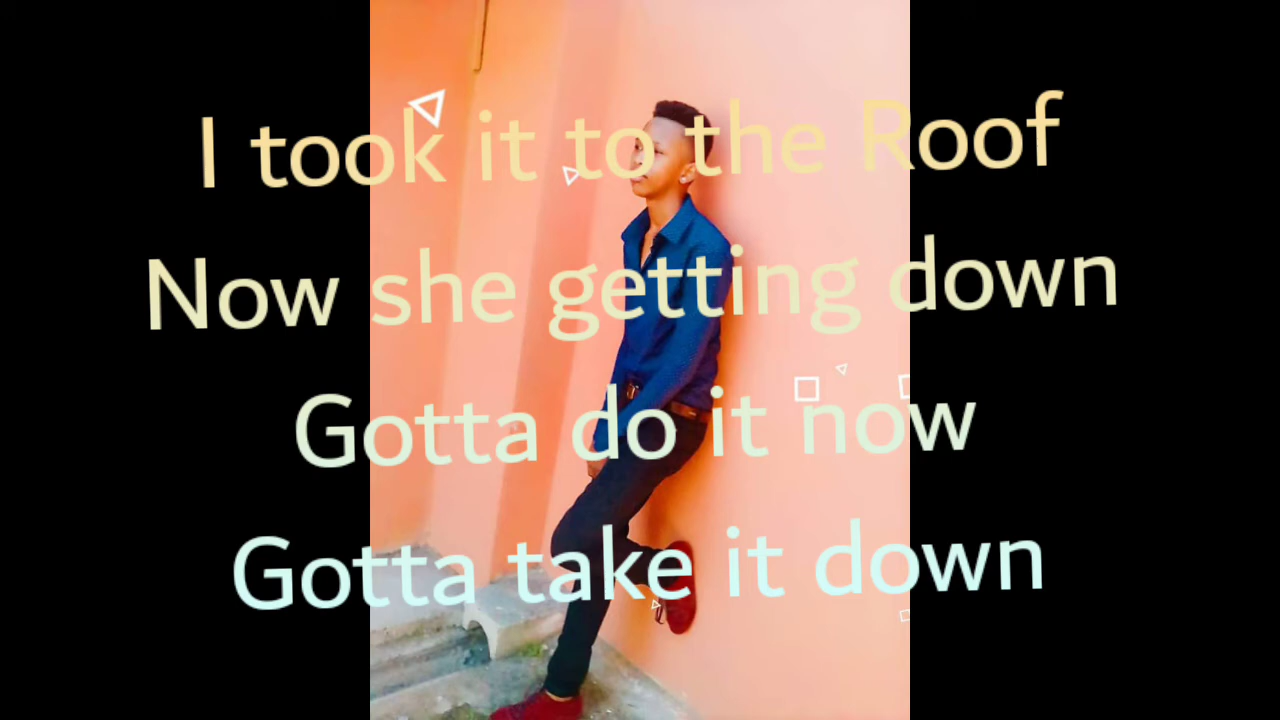 I took it to the Roof
Now she getting down
Gotta do it now
Gotta take it down